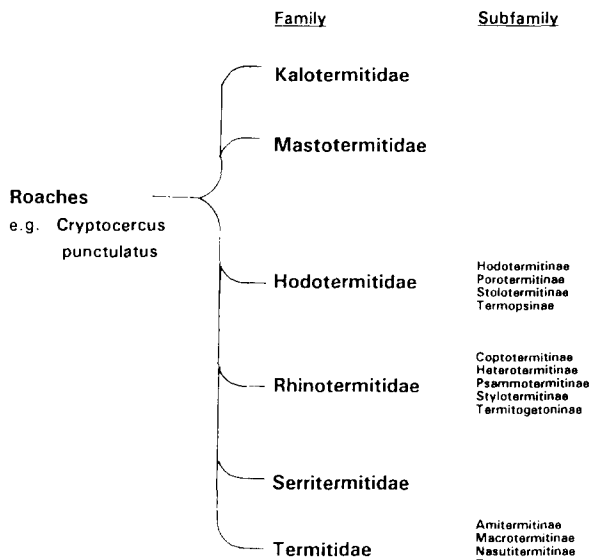 Family Subfamily
Kalotermitidae
Mastotermitidae
Roaches
e.g. Cryptocercus
punctulatus
Hodotermitidae
Hodotermitinae
Porotermitinae
Stolotermitinae
Termopsinae
Rhinotermitidae
Coptotermitinae
Heterotermitinae
Psammotermitinae
Stylotermitinae
Termitogetoninae
Serritermitidae
Termitidae
Amitermitinae
Macrotermitinae
Nasutitermitinae